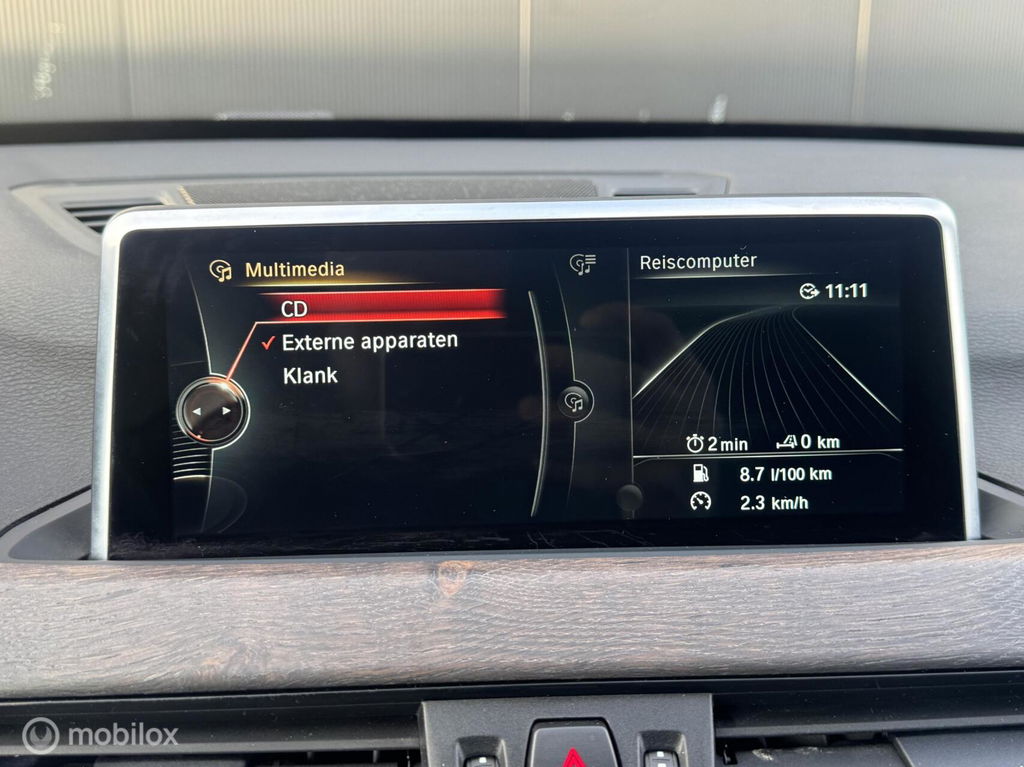 Multimedia
CD
✓ Externe apparaten
Klank
Reiscomputer
11:11
2 min 0 km
8.7 l/100 km
2.3 km/h
mobilox